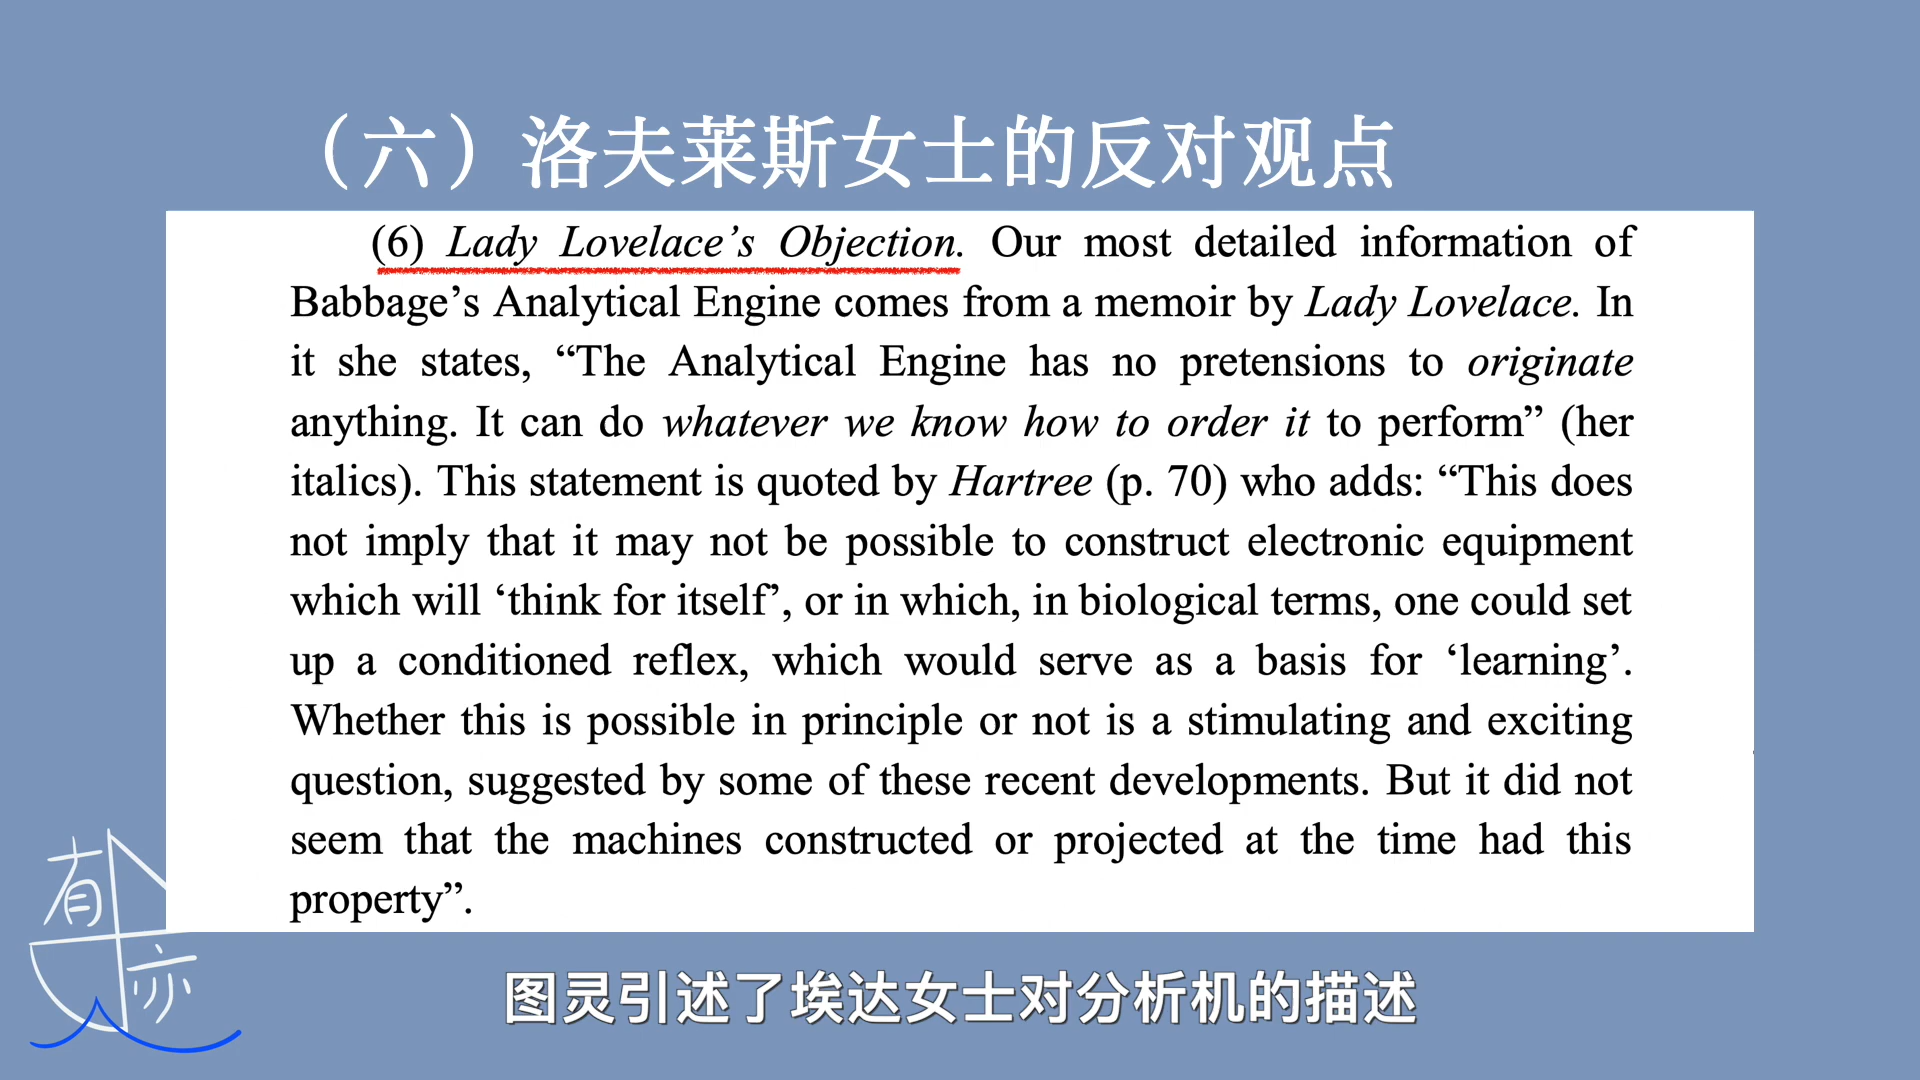 （六）洛夫莱斯女士的反对观点
(6) Lady Lovelace’s Objection. Our most detailed information of
Babbage’s Analytical Engine comes from a memoir by Lady Lovelace. In
it she states, “The Analytical Engine has no pretensions to originate
anything. It can do whatever we know how to order it to perform” (her
italics). This statement is quoted by Hartree (p. 70) who adds: “This does
not imply that it may not be possible to construct electronic equipment
which will ‘think for itself’, or in which, in biological terms, one could set
up a conditioned reflex, which would serve as a basis for ‘learning’.
Whether this is possible in principle or not is a stimulating and exciting
question, suggested by some of these recent developments. But it did not
seem that the machines constructed or projected at the time had this
property”.
有
亦
图灵引述了埃达女士对分析机的描述